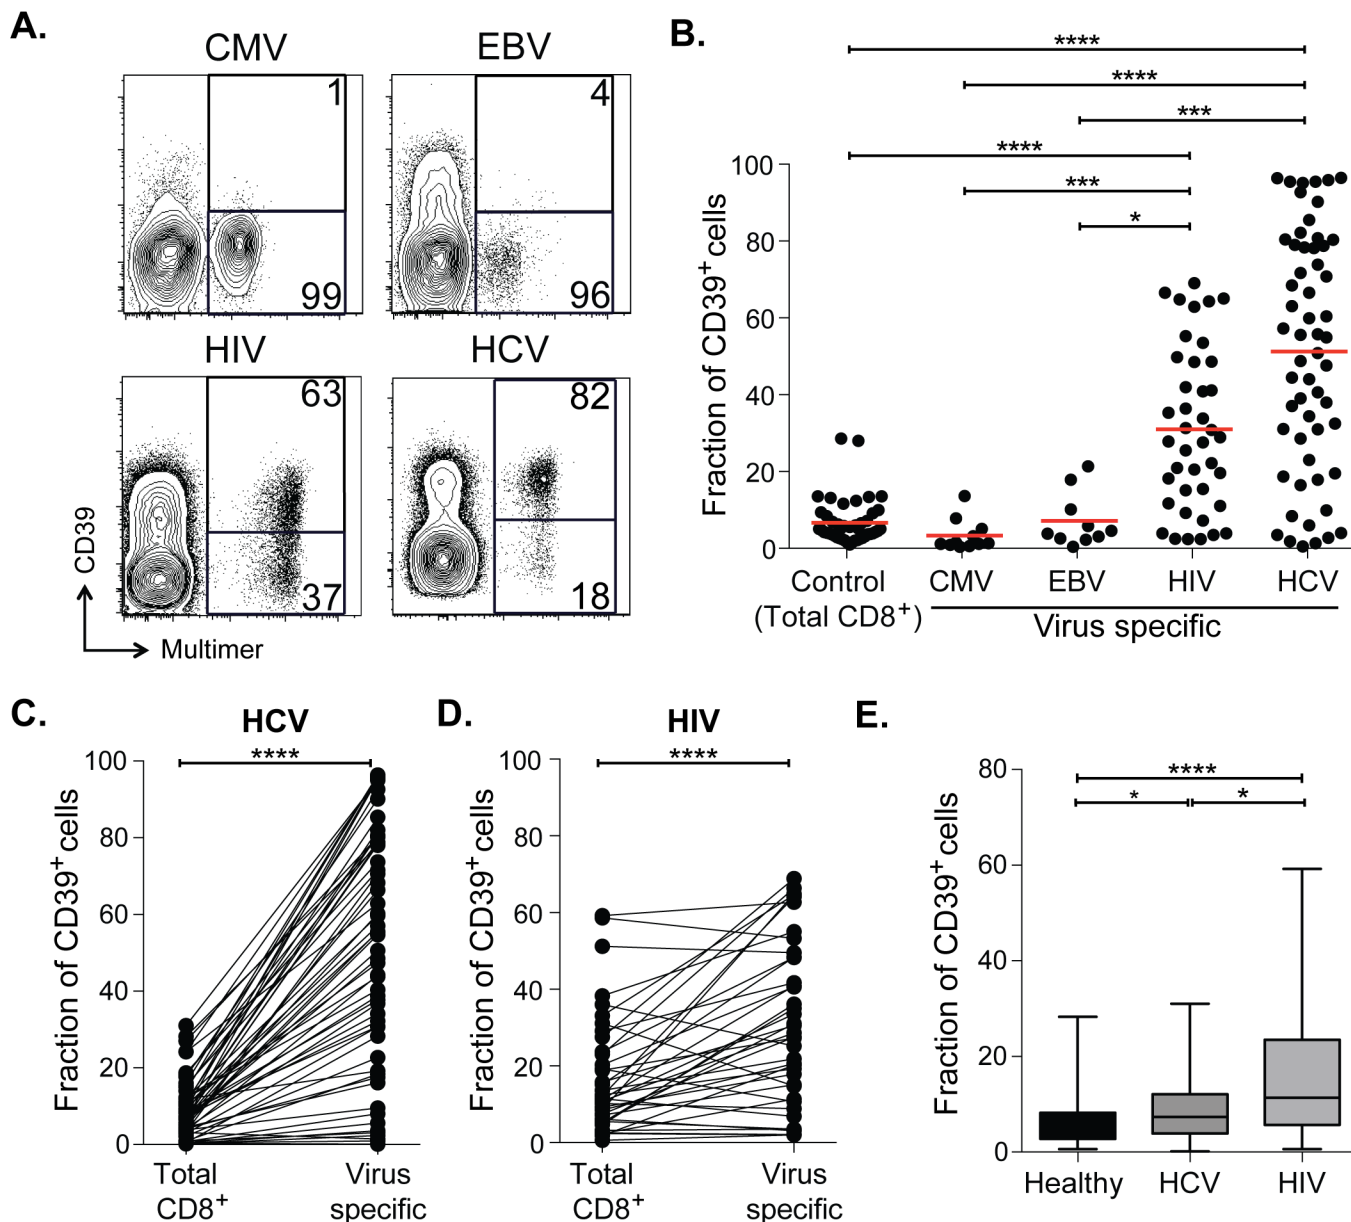 A.
CMV
EBV
1
99
4
96
HIV
HCV
63
37
82
18
CD39
Multimer
B.
****
****
***
****
***
*
Fraction of CD39⁺ cells
100
80
60
40
20
0
Control
(Total CD8⁺)
CMV
EBV
HIV
HCV
Virus specific
C.
HCV
****
Fraction of CD39⁺ cells
100
80
60
40
20
0
Total
CD8⁺
Virus
specific
D.
HIV
****
Fraction of CD39⁺ cells
100
80
60
40
20
0
Total
CD8⁺
Virus
specific
E.
****
*
*
Fraction of CD39⁺ cells
80
60
40
20
0
Healthy
HCV
HIV